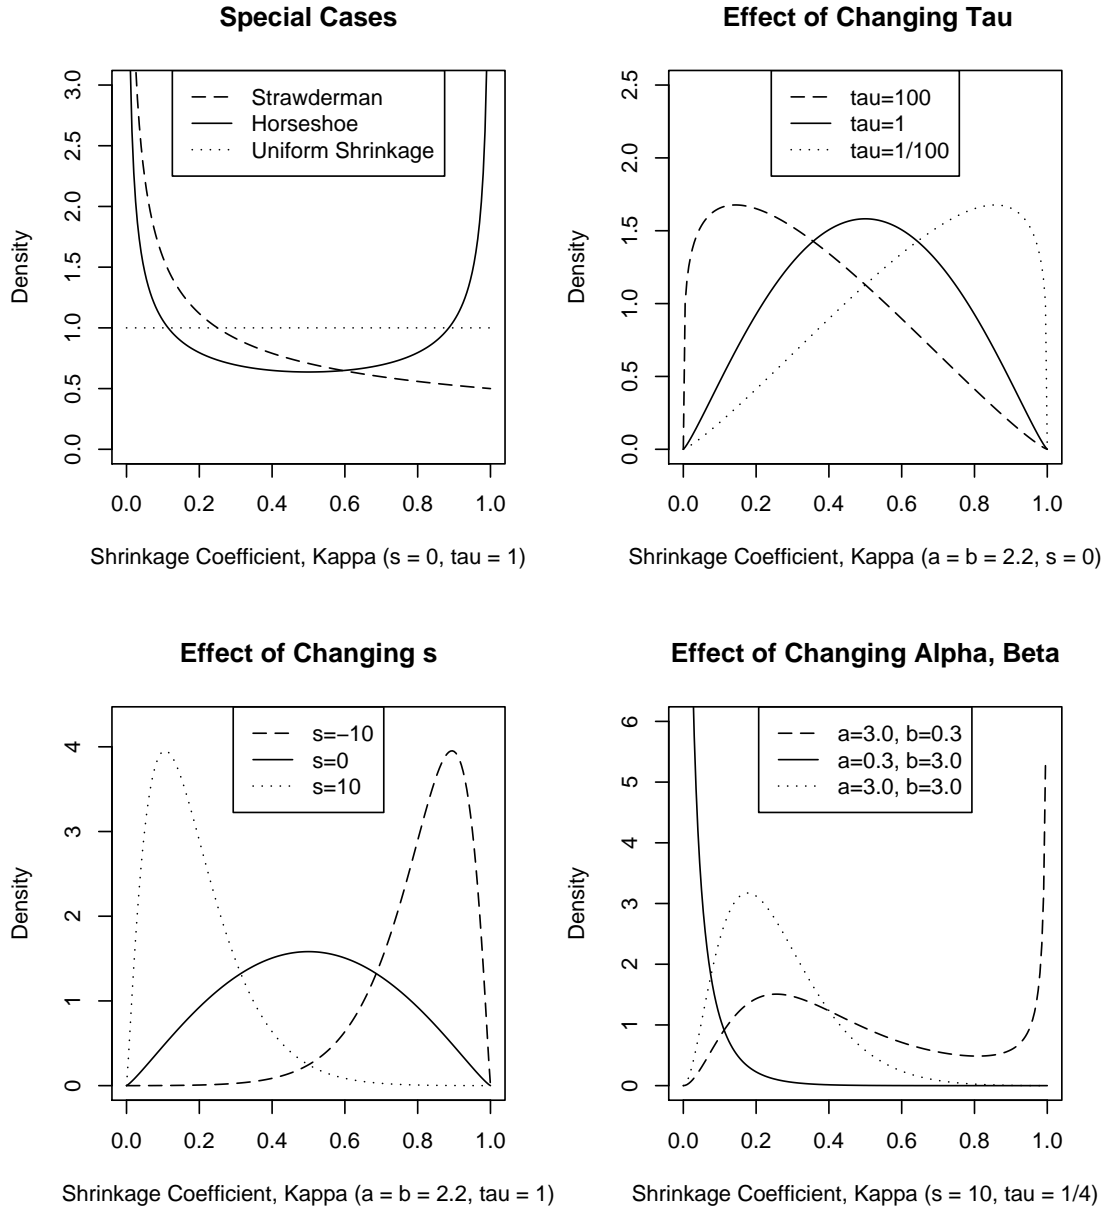 Special Cases
Strawderman
Horseshoe
Uniform Shrinkage
Density
0.0 0.5 1.0 1.5 2.0 2.5 3.0
0.0 0.2 0.4 0.6 0.8 1.0
Shrinkage Coefficient, Kappa (s = 0, tau = 1)
Effect of Changing Tau
tau=100
tau=1
tau=1/100
Density
0.0 0.5 1.0 1.5 2.0 2.5
0.0 0.2 0.4 0.6 0.8 1.0
Shrinkage Coefficient, Kappa (a = b = 2.2, s = 0)
Effect of Changing s
s=−10
s=0
s=10
Density
0 1 2 3 4
0.0 0.2 0.4 0.6 0.8 1.0
Shrinkage Coefficient, Kappa (a = b = 2.2, tau = 1)
Effect of Changing Alpha, Beta
a=3.0, b=0.3
a=0.3, b=3.0
a=3.0, b=3.0
Density
0 1 2 3 4 5 6
0.0 0.2 0.4 0.6 0.8 1.0
Shrinkage Coefficient, Kappa (s = 10, tau = 1/4)